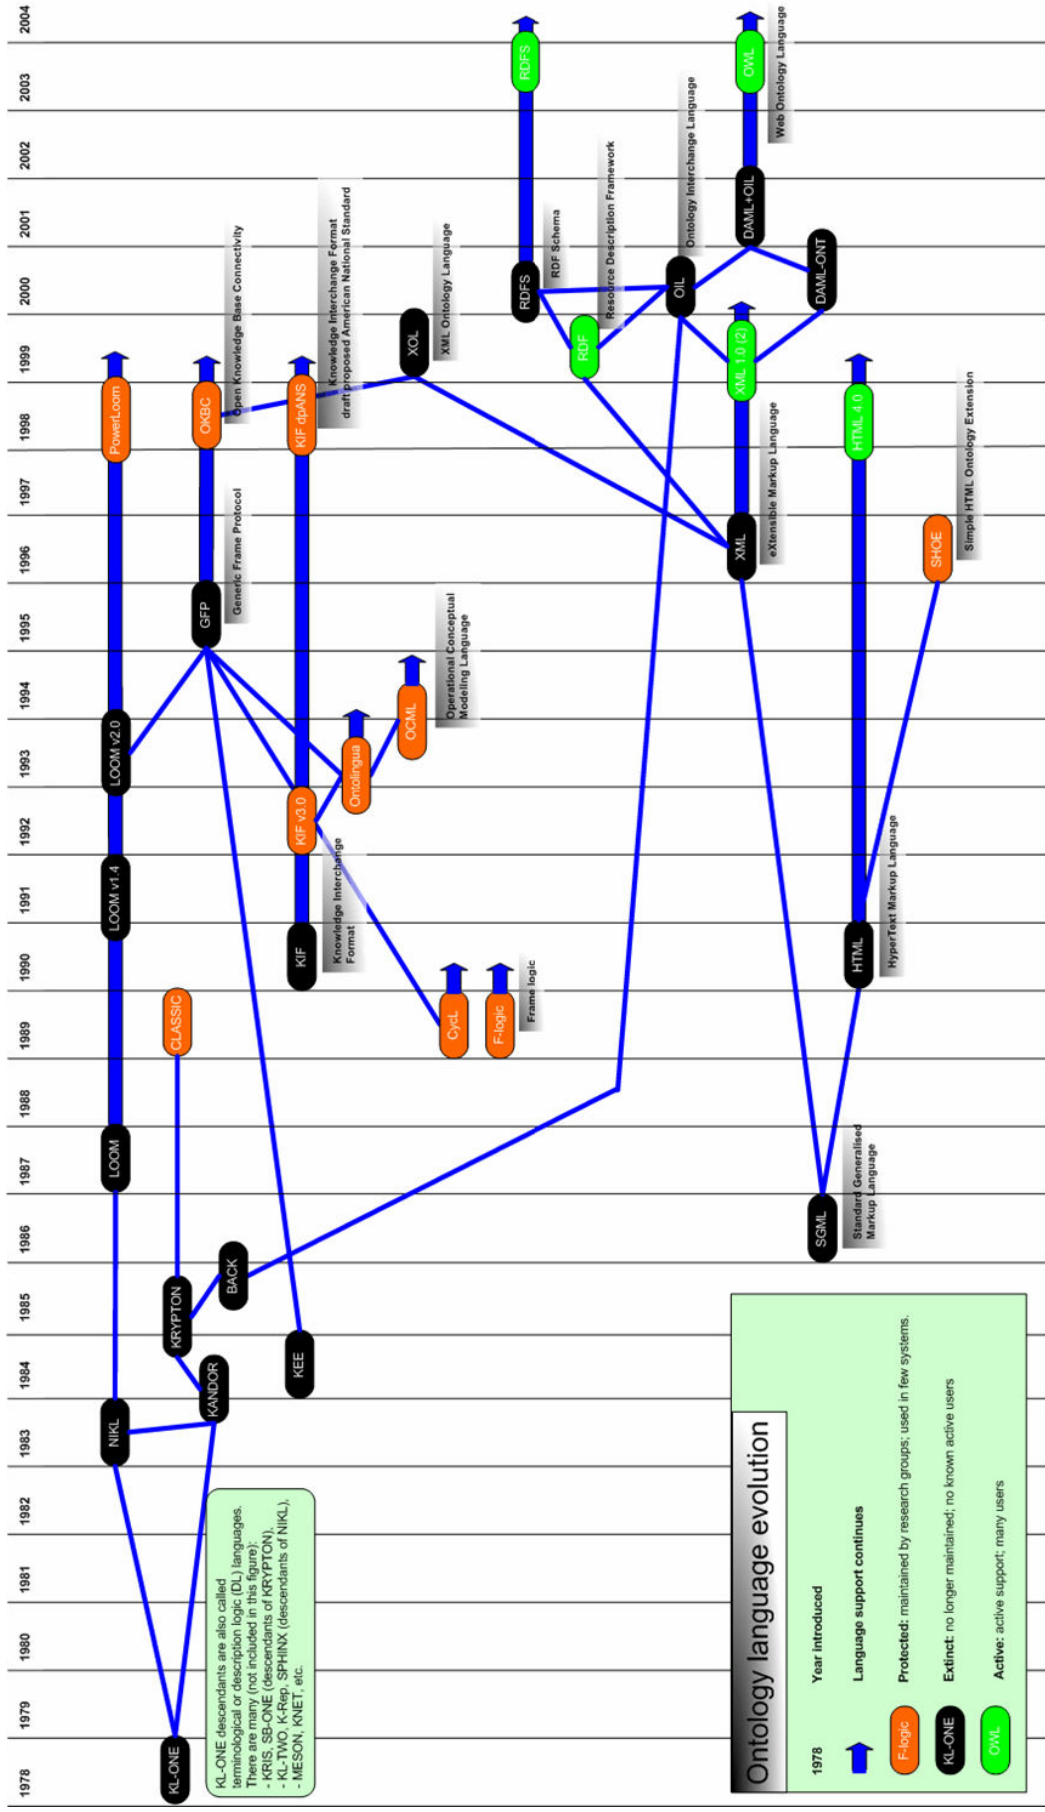 1978
1979
1980
1981
1982
1983
1984
1985
1986
1987
1988
1989
1990
1991
1992
1993
1994
1995
1996
1997
1998
1999
2000
2001
2002
2003
2004
NIKL
LOOM
LOOM v1.4
LOOM v2.0
PowerLoom
KL-ONE
KRYPTON
CLASSIC
KANDOR
BACK
GFP
Generic Frame Protocol
OKBC
Open Knowledge Base Connectivity
KEE
KIF
Knowledge Interchange
Format
KIF v3.0
KIF dpANS
Knowledge Interchange Format
draft proposed American National Standard
Ontolingua
OCML
Operational Conceptual
Modeling Language
XOL
XML Ontology Language
CycL
F-logic
Frame logic
RDFS
RDF Schema
RDFS
RDF
Resource Description Framework
OIL
Ontology Interchange Language
XML
eXtensible Markup Language
XML 1.0 (2)
DAML+OIL
OWL
Web Ontology Language
DAML-ONT
SGML
Standard Generalised
Markup Language
HTML
HyperText Markup Language
HTML 4.0
SHOE
Simple HTML Ontology Extension
KL-ONE descendants are also called
terminological or description logic (DL) languages.
There are many (not included in this figure):
- KRIS, SB-ONE (descendants of KRYPTON),
- KL-TWO, K-Rep, SPHINX (descendants of NIKL),
- MESON, KNET, etc.
Ontology language evolution
1978 Year introduced
Language support continues
F-logic Protected: maintained by research groups; used in few systems.
KL-ONE Extinct: no longer maintained; no known active users
OWL Active: active support; many users